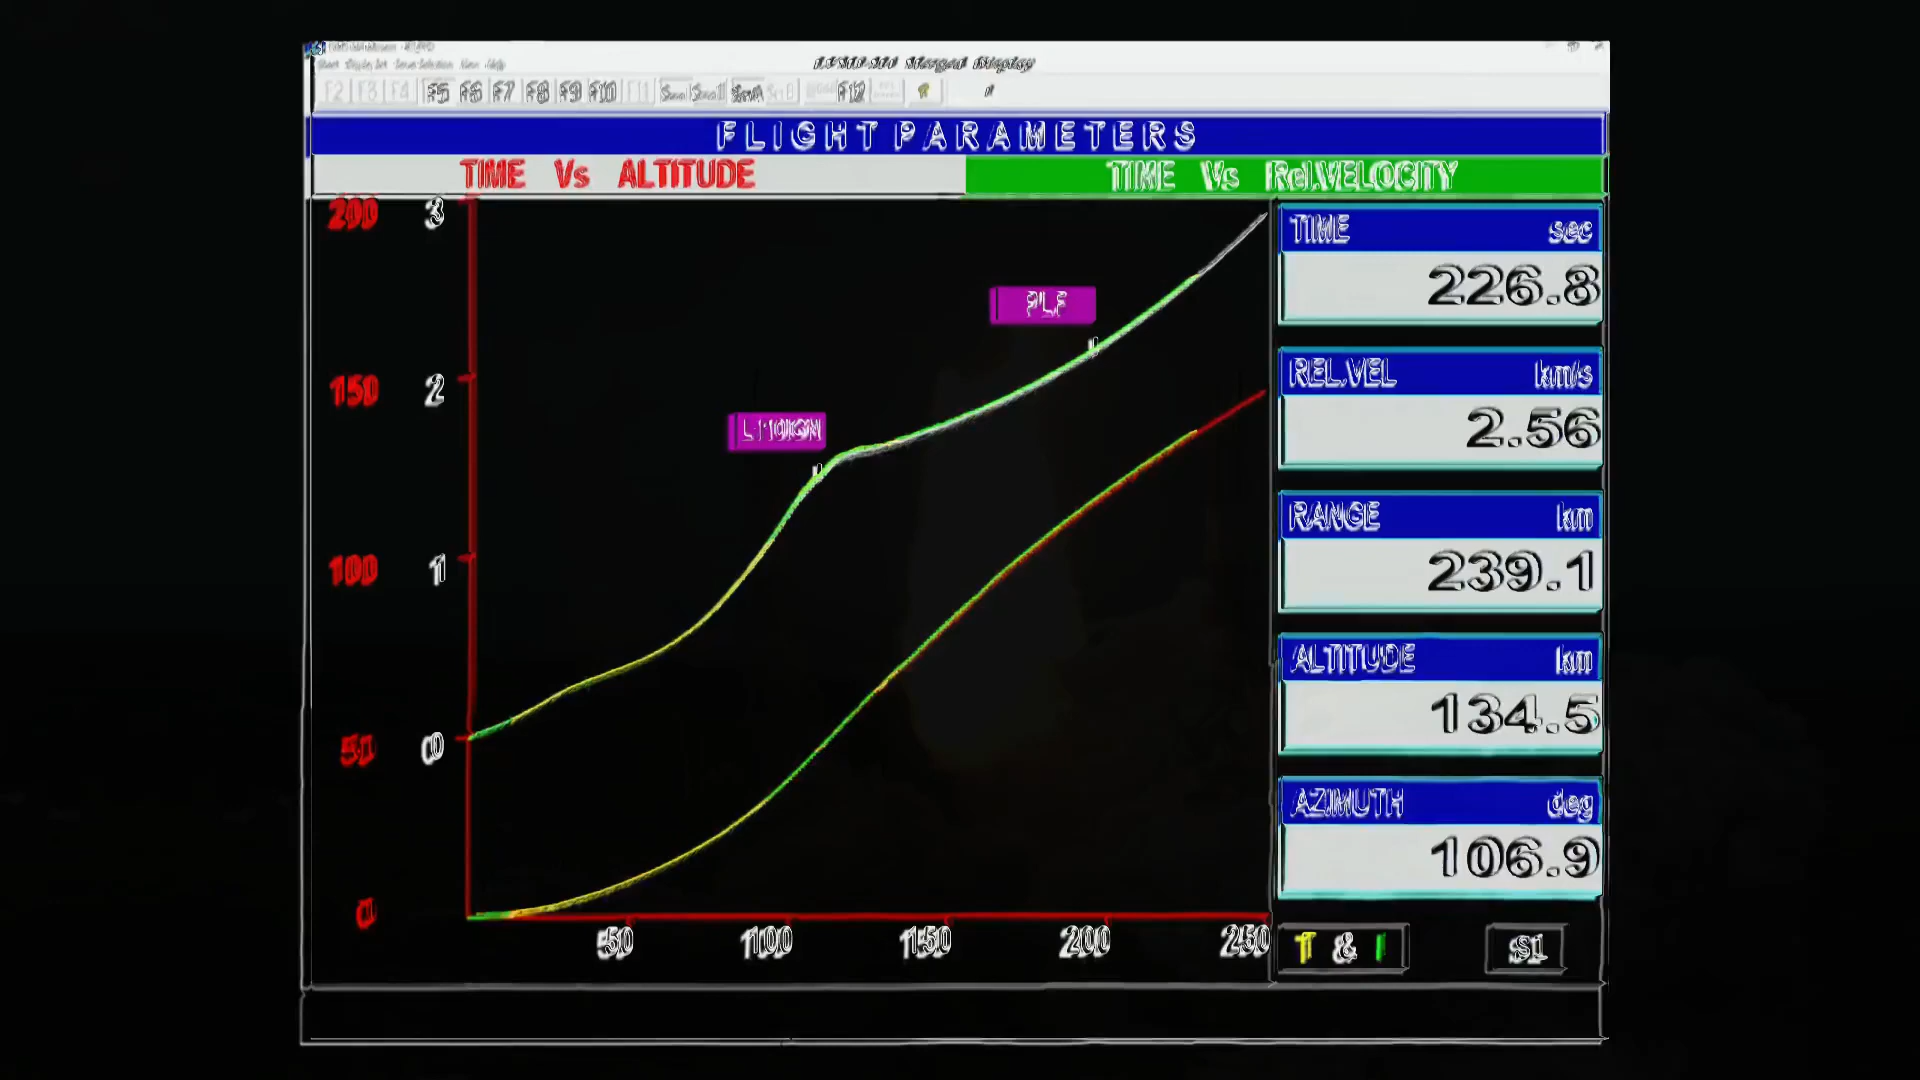 F2 F3 F4 F5 F6 F7 F8 F9 F10 F11 F12
FLIGHT PARAMETERS
TIME Vs ALTITUDE
TIME Vs Rel.VELOCITY
200 3
150 2
100 1
50 0
0
50 100 150 200 250
PLF
TIME sec
226.8
REL.VEL km/s
2.56
RANGE km
239.1
ALTITUDE km
134.5
AZIMUTH deg
106.9
T & I
S1